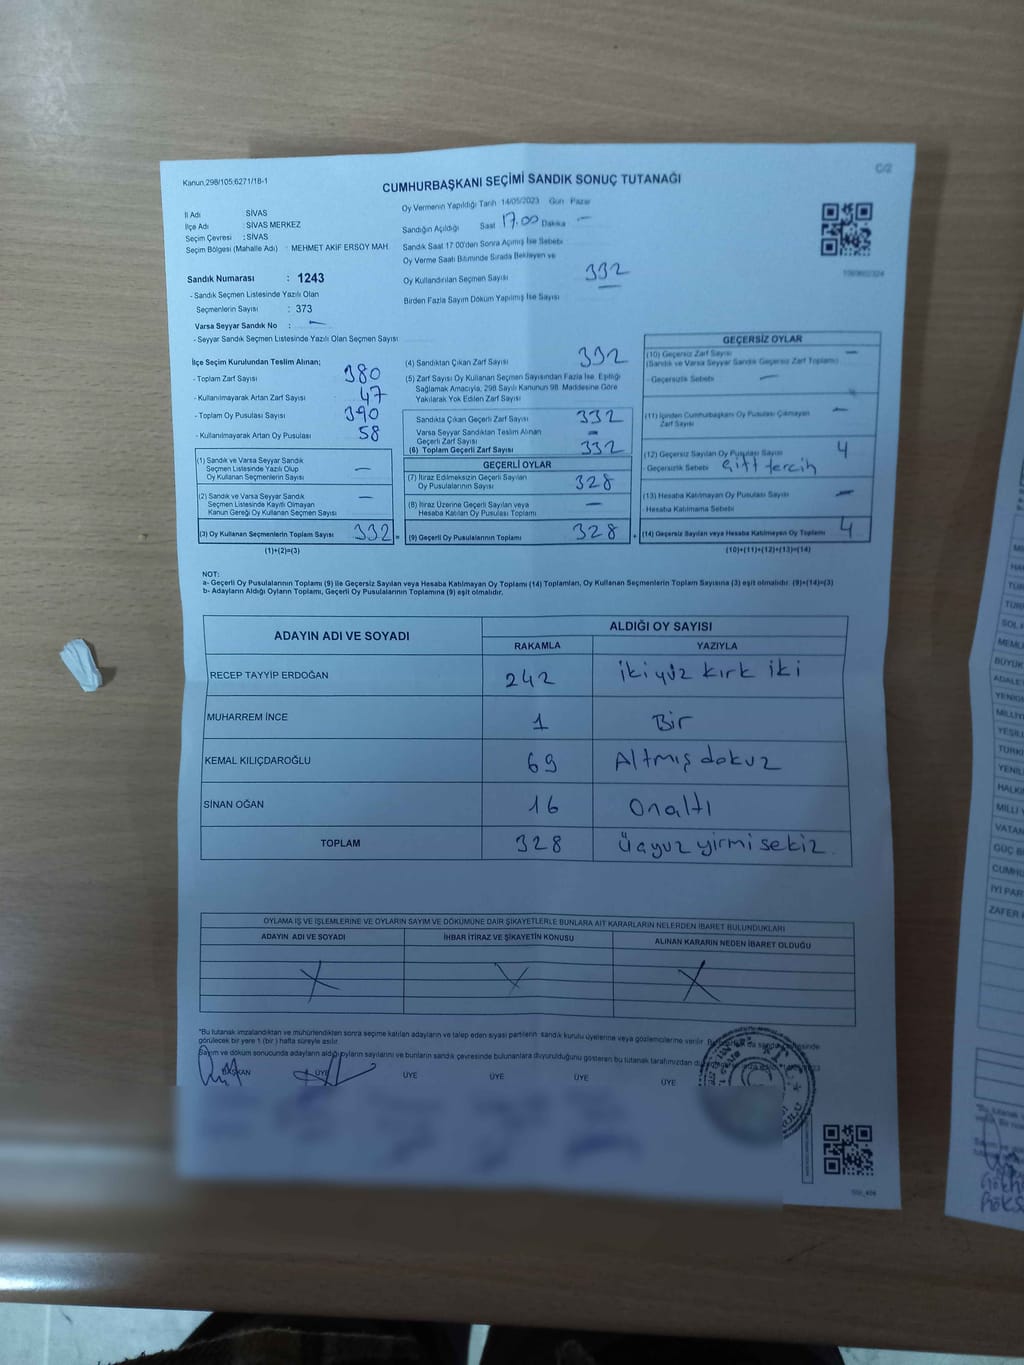 Kanun 298/105;6271/18-1
C/2
CUMHURBAŞKANI SEÇİMİ SANDIK SONUÇ TUTANAĞI
İl Adı SİVAS
İlçe Adı : SİVAS MERKEZ
Seçim Çevresi : SİVAS
Seçim Bölgesi (Mahalle Adı) : MEHMET AKİF ERSOY MAH.
Oy Vermenin Yapıldığı Tarih 14/05/2023 Gün Pazar
Sandığın Açıldığı Saat 17.00 Dakika —
Sandık Saat 17:00'den Sonra Açılmış İse Sebebi
Oy Verme Saati Bitiminde Sırada Bekleyen ve
Oy Kullandırılan Seçmen Sayısı 332
Birden Fazla Sayım Döküm Yapılmış İse Sayısı
Sandık Numarası : 1243
- Sandık Seçmen Listesinde Yazılı Olan
Seçmenlerin Sayısı : 373
Varsa Seyyar Sandık No : —
- Seyyar Sandık Seçmen Listesinde Yazılı Olan Seçmen Sayısı
İlçe Seçim Kurulundan Teslim Alınan;
- Toplam Zarf Sayısı 380
- Kullanılmayarak Artan Zarf Sayısı 47
- Toplam Oy Pusulası Sayısı 390
- Kullanılmayarak Artan Oy Pusulası 58
(1) Sandık ve Varsa Seyyar Sandık
Seçmen Listesinde Yazılı Olup
Oy Kullanan Seçmenlerin Sayısı —
(2) Sandık ve Varsa Seyyar Sandık
Seçmen Listesinde Kayıtlı Olmayan
Kanun Gereği Oy Kullanan Seçmen Sayısı —
(3) Oy Kullanan Seçmenlerin Toplam Sayısı 332 =
(1)+(2)=(3)
(4) Sandıktan Çıkan Zarf Sayısı 332
(5) Zarf Sayısı Oy Kullanan Seçmen Sayısından Fazla İse, Eşitliği
Sağlamak Amacıyla, 298 Sayılı Kanunun 98. Maddesine Göre
Yakılarak Yok Edilen Zarf Sayısı
Sandıkta Çıkan Geçerli Zarf Sayısı 332
Varsa Seyyar Sandıktan Teslim Alınan
Geçerli Zarf Sayısı —
(6) Toplam Geçerli Zarf Sayısı 332
GEÇERLİ OYLAR
(7) İtiraz Edilmeksizin Geçerli Sayılan
Oy Pusulalarının Sayısı 328
(8) İtiraz Üzerine Geçerli Sayılan veya
Hesaba Katılan Oy Pusulası Toplamı —
(9) Geçerli Oy Pusulalarının Toplamı 328 +
GEÇERSİZ OYLAR
(10) Geçersiz Zarf Sayısı —
(Sandık ve Varsa Seyyar Sandık Geçersiz Zarf Toplamı)
- Geçersizlik Sebebi —
(11) İçinden Cumhurbaşkanı Oy Pusulası Çıkmayan
Zarf Sayısı —
(12) Geçersiz Sayılan Oy Pusulası Sayısı 4
- Geçersizlik Sebebi Çift tercih
(13) Hesaba Katılmayan Oy Pusulası Sayısı —
- Hesaba Katılmama Sebebi
(14) Geçersiz Sayılan veya Hesaba Katılmayan Oy Toplamı 4
(10)+(11)+(12)+(13)=(14)
NOT:
a- Geçerli Oy Pusulalarının Toplamı (9) ile Geçersiz Sayılan veya Hesaba Katılmayan Oy Toplamı (14) Toplamları, Oy Kullanan Seçmenlerin Toplam Sayısına (3) eşit olmalıdır. (9)+(14)=(3)
b- Adayların Aldığı Oyların Toplamı, Geçerli Oy Pusulalarının Toplamına (9) eşit olmalıdır.
ADAYIN ADI VE SOYADI ALDIĞI OY SAYISI
RAKAMLA YAZIYLA
RECEP TAYYİP ERDOĞAN 242 ikiyüz kırk iki
MUHARREM İNCE 1 Bir
KEMAL KILIÇDAROĞLU 69 Altmış dokuz
SİNAN OĞAN 16 Onaltı
TOPLAM 328 Üçyuz yirmi sekiz
OYLAMA İŞ VE İŞLEMLERİNE VE OYLARIN SAYIM VE DÖKÜMÜNE DAİR ŞİKAYETLERLE BUNLARA AİT KARARLARIN NELERDEN İBARET BULUNDUKLARI
ADAYIN ADI VE SOYADI İHBAR İTİRAZ VE ŞİKAYETİN KONUSU ALINAN KARARIN NEDEN İBARET OLDUĞU
*Bu tutanak imzalandıktan ve mühürlendikten sonra seçime katılan adayların ve talep eden siyasi partilerin sandık kurulu üyelerine veya gözlemcilerine verilir.
görülecek bir yere 1 (bir) hafta süreyle asılır.
Sayım ve döküm sonucunda adayların aldığı oyların sayılarını ve bunların sandık çevresinde bulunanlara duyurulduğunu gösteren bu tutanak tarafımızdan
BAŞKAN ÜYE ÜYE ÜYE ÜYE ÜYE
SOL
BÜYÜK
ADALE
YENİD
MİLLİY
YEŞİL
YENİL
HALKI
MİLLİ
VATAN
GÜÇ B
CUMHU
İYİ PAR
ZAFER